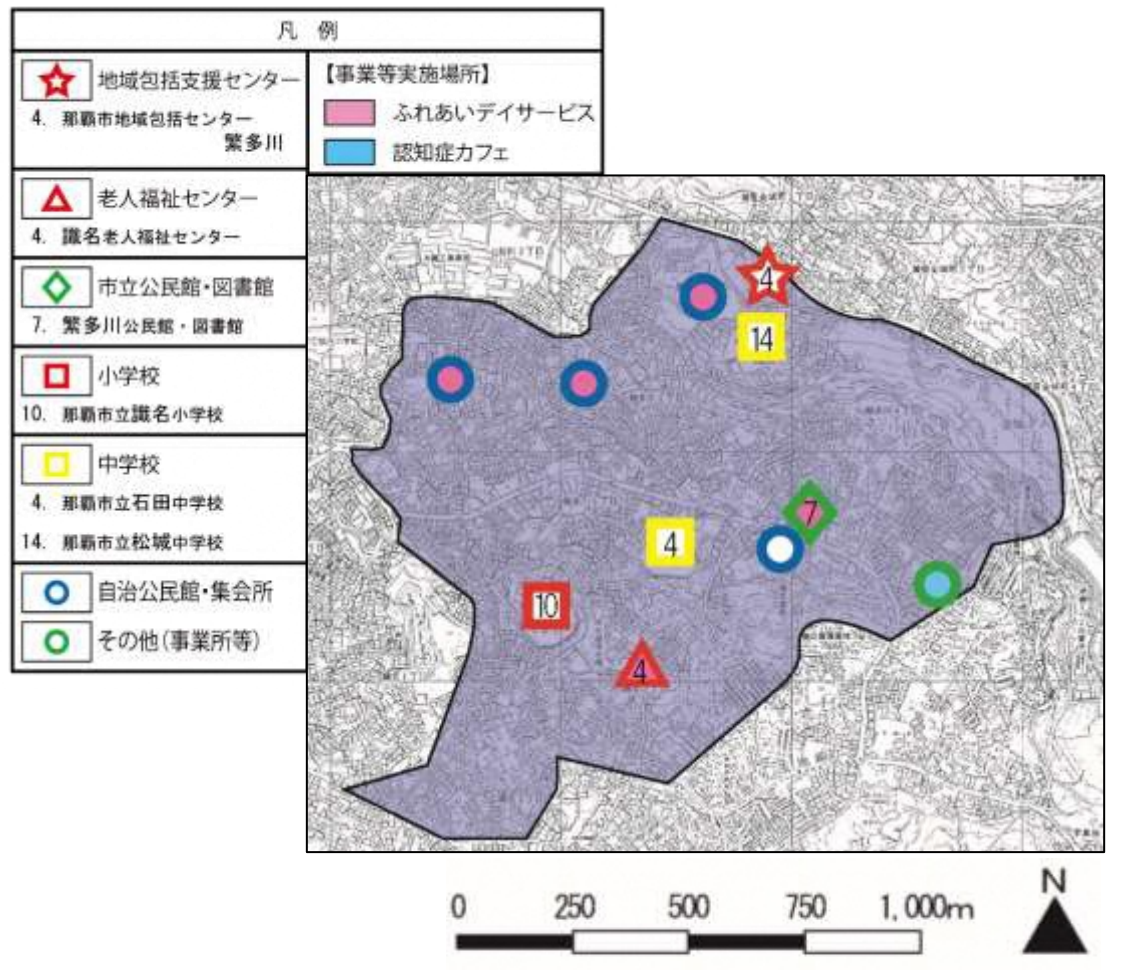 凡 例
地域包括支援センター
4. 那覇市地域包括センター
繁多川
【事業等実施場所】
ふれあいデイサービス
認知症カフェ
老人福祉センター
4. 識名老人福祉センター
市立公民館・図書館
7. 繁多川公民館・図書館
小学校
10. 那覇市立識名小学校
中学校
4. 那覇市立石田中学校
14. 那覇市立松城中学校
自治公民館・集会所
その他(事業所等)
4
14
7
4
10
4
N
0 250 500 750 1,000m